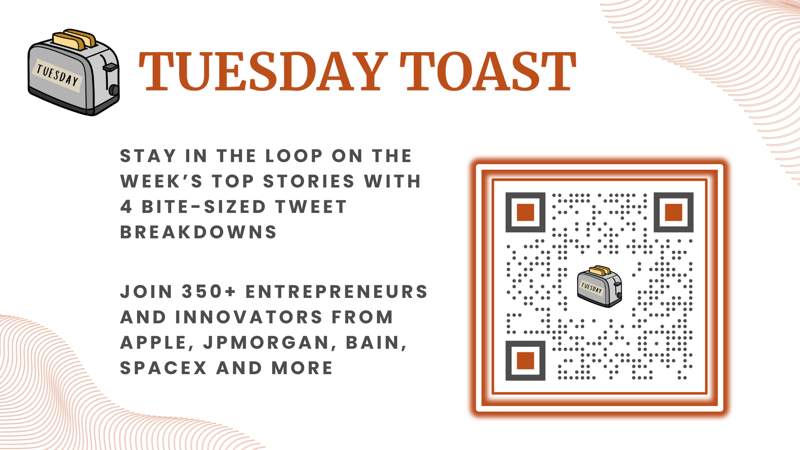 TUESDAY
TUESDAY TOAST
STAY IN THE LOOP ON THE
WEEK'S TOP STORIES WITH
4 BITE-SIZED TWEET
BREAKDOWNS
JOIN 350+ ENTREPRENEURS
AND INNOVATORS FROM
APPLE, JPMORGAN, BAIN,
SPACEX AND MORE
TUESDAY